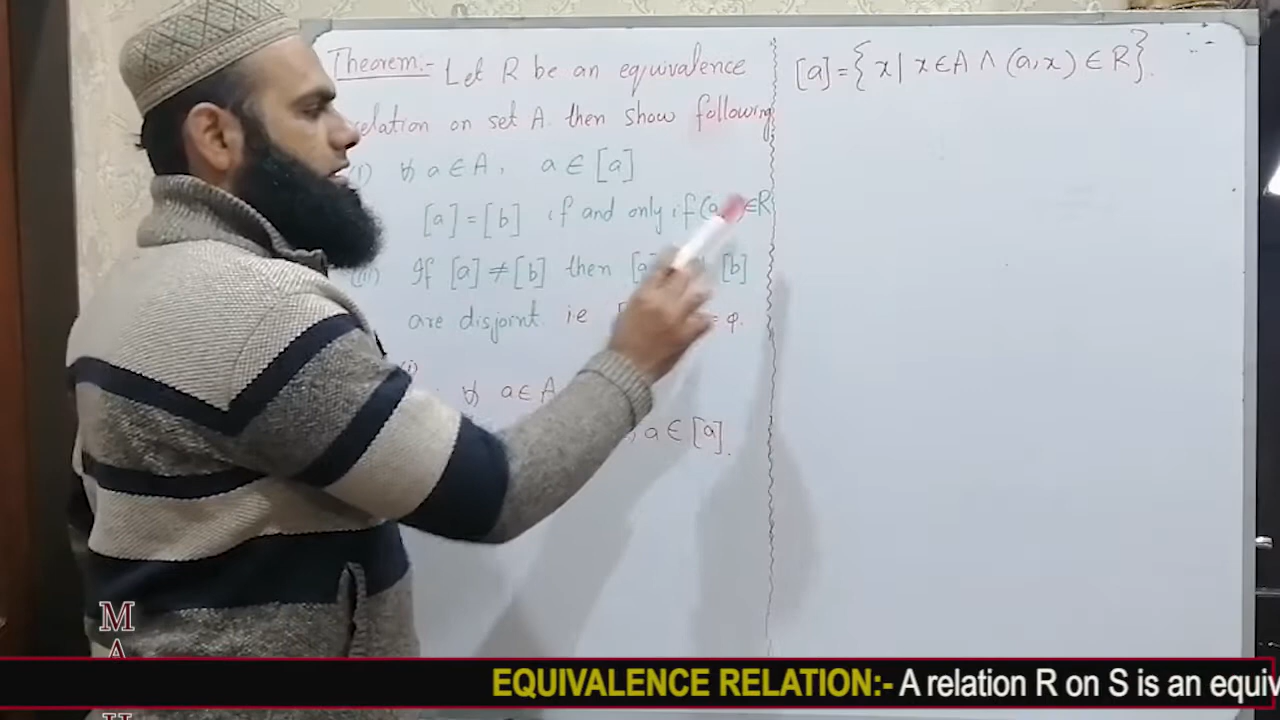 Theorem:- Let R be an equivalence
relation on set A. then show following
(i) ∀ a ∈ A, a ∈ [a]
[a] = [b] if and only if (a ) ∈ R
(iii) If [a] ≠ [b] then [a] [b]
are disjoint. ie [ = φ.
(i)
∀ a ∈ A
, a ∈ [a].
[a] = { x | x ∈ A ∧ (a, x) ∈ R }.
M
A
U
EQUIVALENCE RELATION:- A relation R on S is an equiv